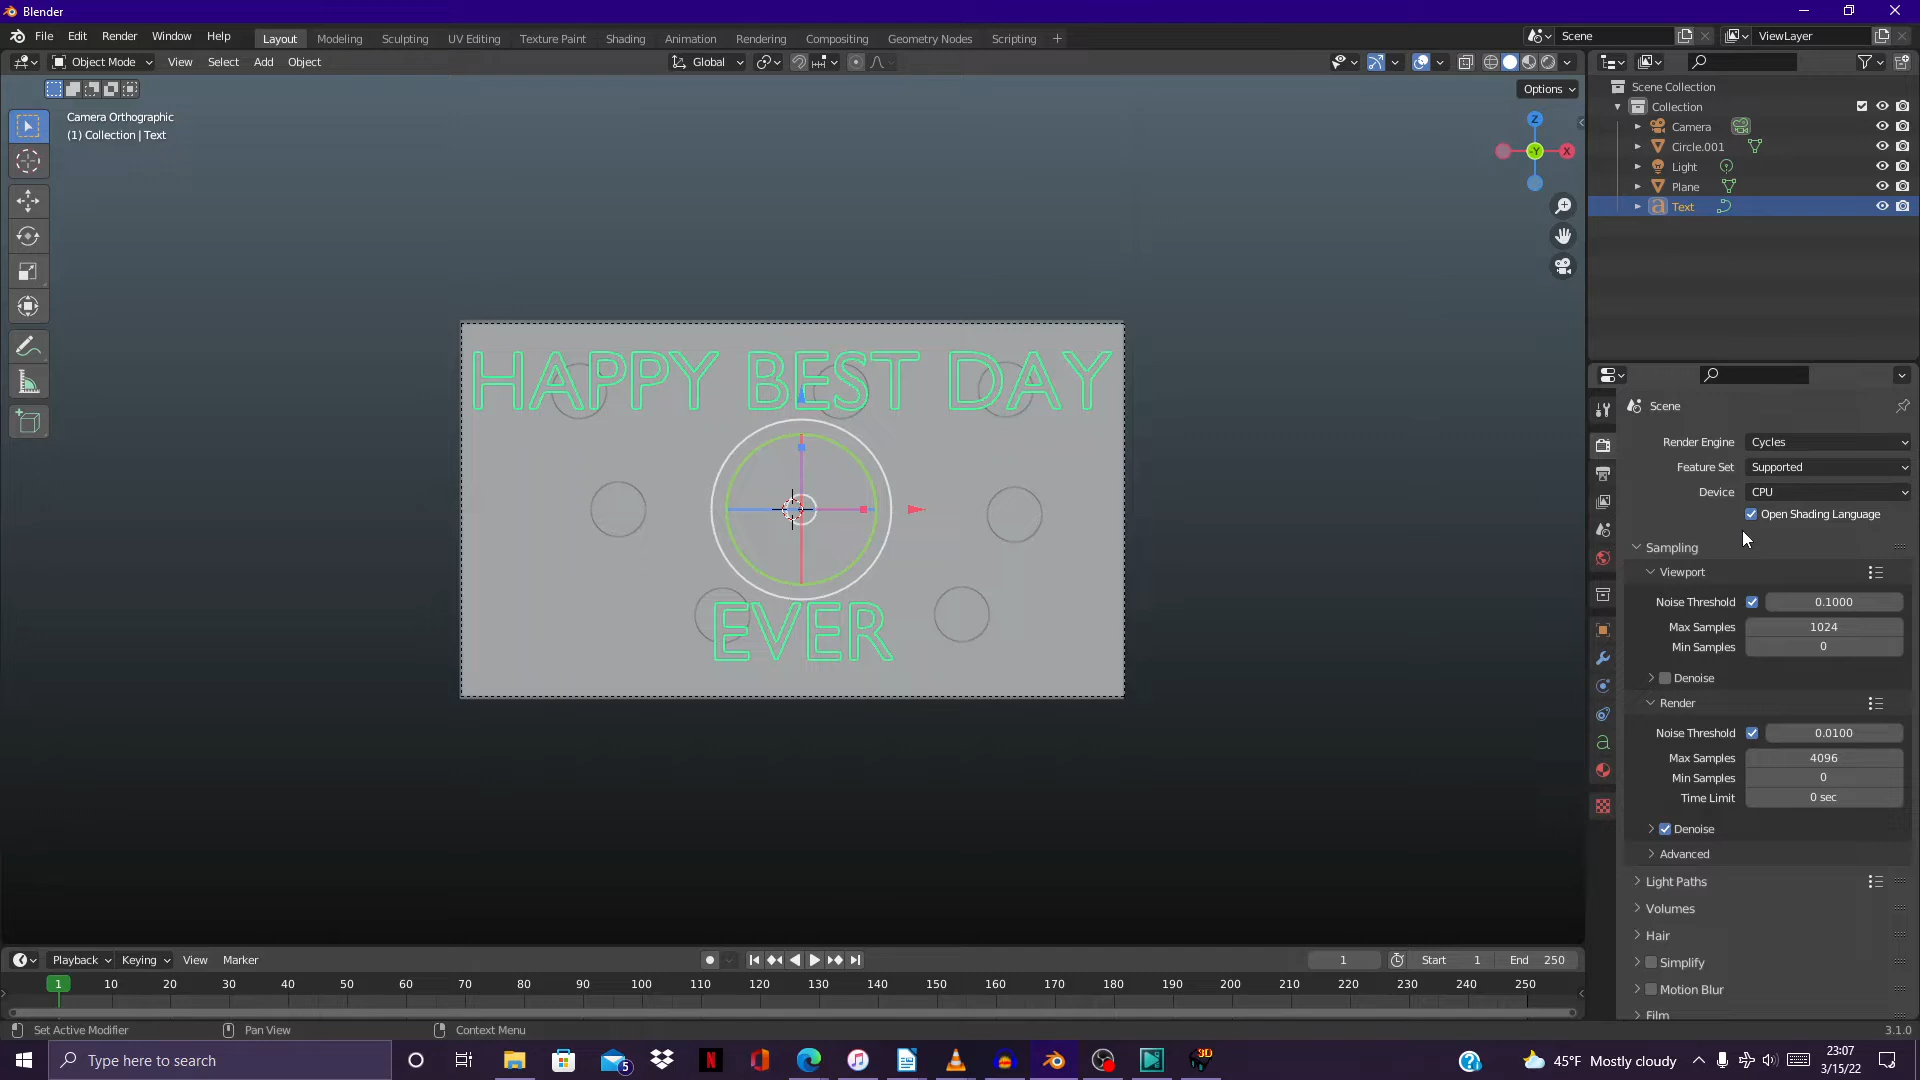 Blender
File Edit Render Window Help
Layout Modeling Sculpting UV Editing Texture Paint Shading Animation Rendering Compositing Geometry Nodes Scripting +
Scene
ViewLayer
Object Mode View Select Add Object
Global
Options
Camera Orthographic
(1) Collection | Text
Z
-Y
X
HAPPY BEST DAY
EVER
Scene Collection
Collection
Camera
Circle.001
Light
Plane
Text
Scene
Render Engine Cycles
Feature Set Supported
Device CPU
Open Shading Language
Sampling
Viewport
Noise Threshold 0.1000
Max Samples 1024
Min Samples 0
Denoise
Render
Noise Threshold 0.0100
Max Samples 4096
Min Samples 0
Time Limit 0 sec
Denoise
Advanced
Light Paths
Volumes
Hair
Simplify
Motion Blur
Film
Playback Keying View Marker
1 Start 1 End 250
1 10 20 30 40 50 60 70 80 90 100 110 120 130 140 150 160 170 180 190 200 210 220 230 240 250
Set Active Modifier Pan View Context Menu
3.1.0
Type here to search
5
3D
45°F Mostly cloudy
23:07
3/15/22